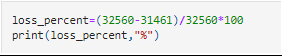 loss_percent=(32560-31461)/32560*100
print(loss_percent,"%")